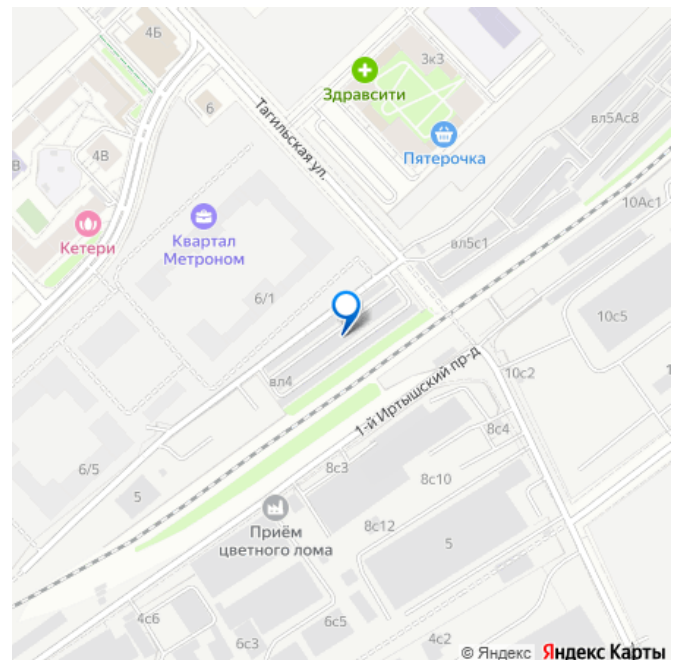 4Б
3к3
Здравсити
6
Тагильская ул.
вл5Ас8
Пятерочка
4В
В
10Ас1
Кетери
Квартал
Метроном
вл5с1
6/1
10с5
вл4
1-й Иртышский пр-д
10с2
1
8с4
6/5
8с3
8с10
5
Приём
цветного лома
8с12
5
4с6
6с5
6с3
4с2
© Яндекс Яндекс Карты